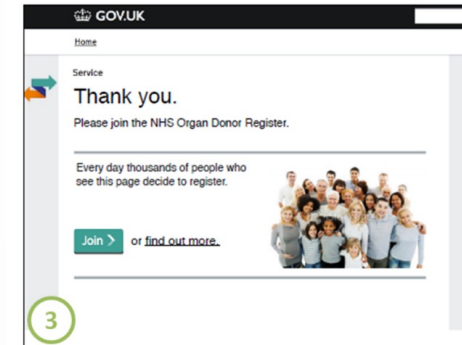 GOV.UK
Home
Service
Thank you.
Please join the NHS Organ Donor Register.
Every day thousands of people who
see this page decide to register.
Join > or find out more.
3